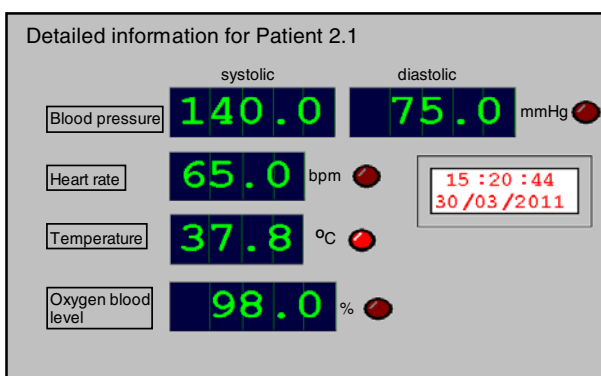 Detailed information for Patient 2.1
systolic diastolic
Blood pressure 140.0 75.0 mmHg
Heart rate 65.0 bpm
15:20:44
30/03/2011
Temperature 37.8 ºC
Oxygen blood
level 98.0 %